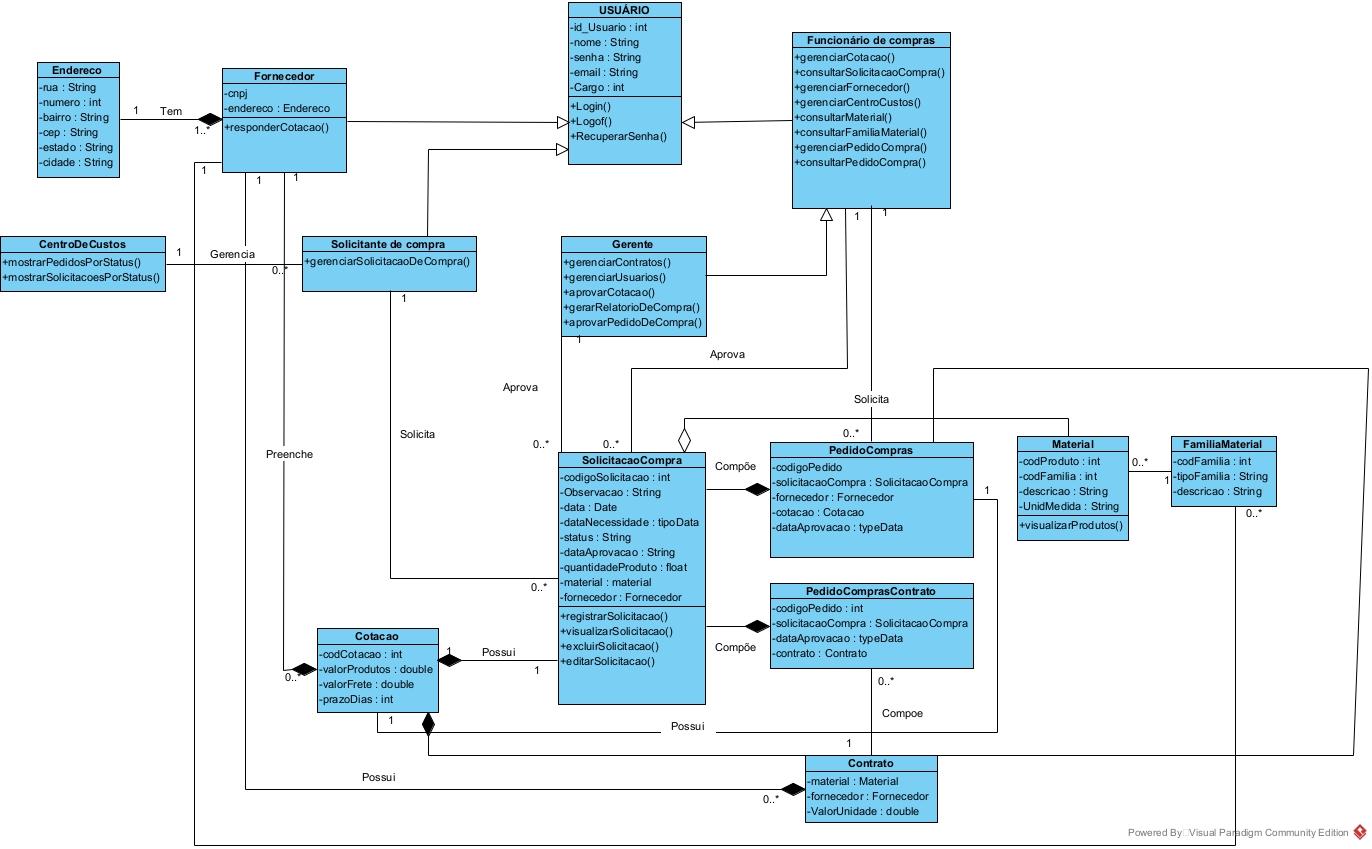 USUÁRIO
-id_Usuario : int
-nome : String
-senha : String
-email : String
-Cargo : int
+Login()
+Logof()
+RecuperarSenha()
Funcionário de compras
+gerenciarCotacao()
+consultarSolicitacaoCompra()
+gerenciarFornecedor()
+gerenciarCentroCustos()
+consultarMaterial()
+consultarFamiliaMaterial()
+gerenciarPedidoCompra()
+consultarPedidoCompra()
1
1
Endereco
-rua : String
-numero : int
-bairro : String
-cep : String
-estado : String
-cidade : String
1
Tem
1..*
Fornecedor
-cnpj
-endereco : Endereco
+responderCotacao()
1
1
1
CentroDeCustos
+mostrarPedidosPorStatus()
+mostrarSolicitacoesPorStatus()
1
Gerencia
0..*
Solicitante de compra
+gerenciarSolicitacaoDeCompra()
1
Gerente
+gerenciarContratos()
+gerenciarUsuarios()
+aprovarCotacao()
+gerarRelatorioDeCompra()
+aprovarPedidoDeCompra()
1
Aprova
Aprova
Solicita
Solicita
Preenche
0..*
0..*
0..*
0..*
SolicitacaoCompra
-codigoSolicitacao : int
-Observacao : String
-data : Date
-dataNecessidade : tipoData
-status : String
-dataAprovacao : String
-quantidadeProduto : float
-material : material
-fornecedor : Fornecedor
+registrarSolicitacao()
+visualizarSolicitacao()
+excluirSolicitacao()
+editarSolicitacao()
Compõe
PedidoCompras
-codigoPedido
-solicitacaoCompra : SolicitacaoCompra
-fornecedor : Fornecedor
-cotacao : Cotacao
-dataAprovacao : typeData
1
Material
-codProduto : int
-codFamilia : int
-descricao : String
-UnidMedida : String
+visualizarProdutos()
0..*
1
FamiliaMaterial
-codFamilia : int
-tipoFamilia : String
-descricao : String
0..*
Compõe
PedidoComprasContrato
-codigoPedido : int
-solicitacaoCompra : SolicitacaoCompra
-dataAprovacao : typeData
-contrato : Contrato
0..*
Compoe
1
Cotacao
-codCotacao : int
-valorProdutos : double
-valorFrete : double
-prazoDias : int
0..*
1
Possui
1
1
Possui
Possui
0..*
Contrato
-material : Material
-fornecedor : Fornecedor
-ValorUnidade : double
Powered By Visual Paradigm Community Edition